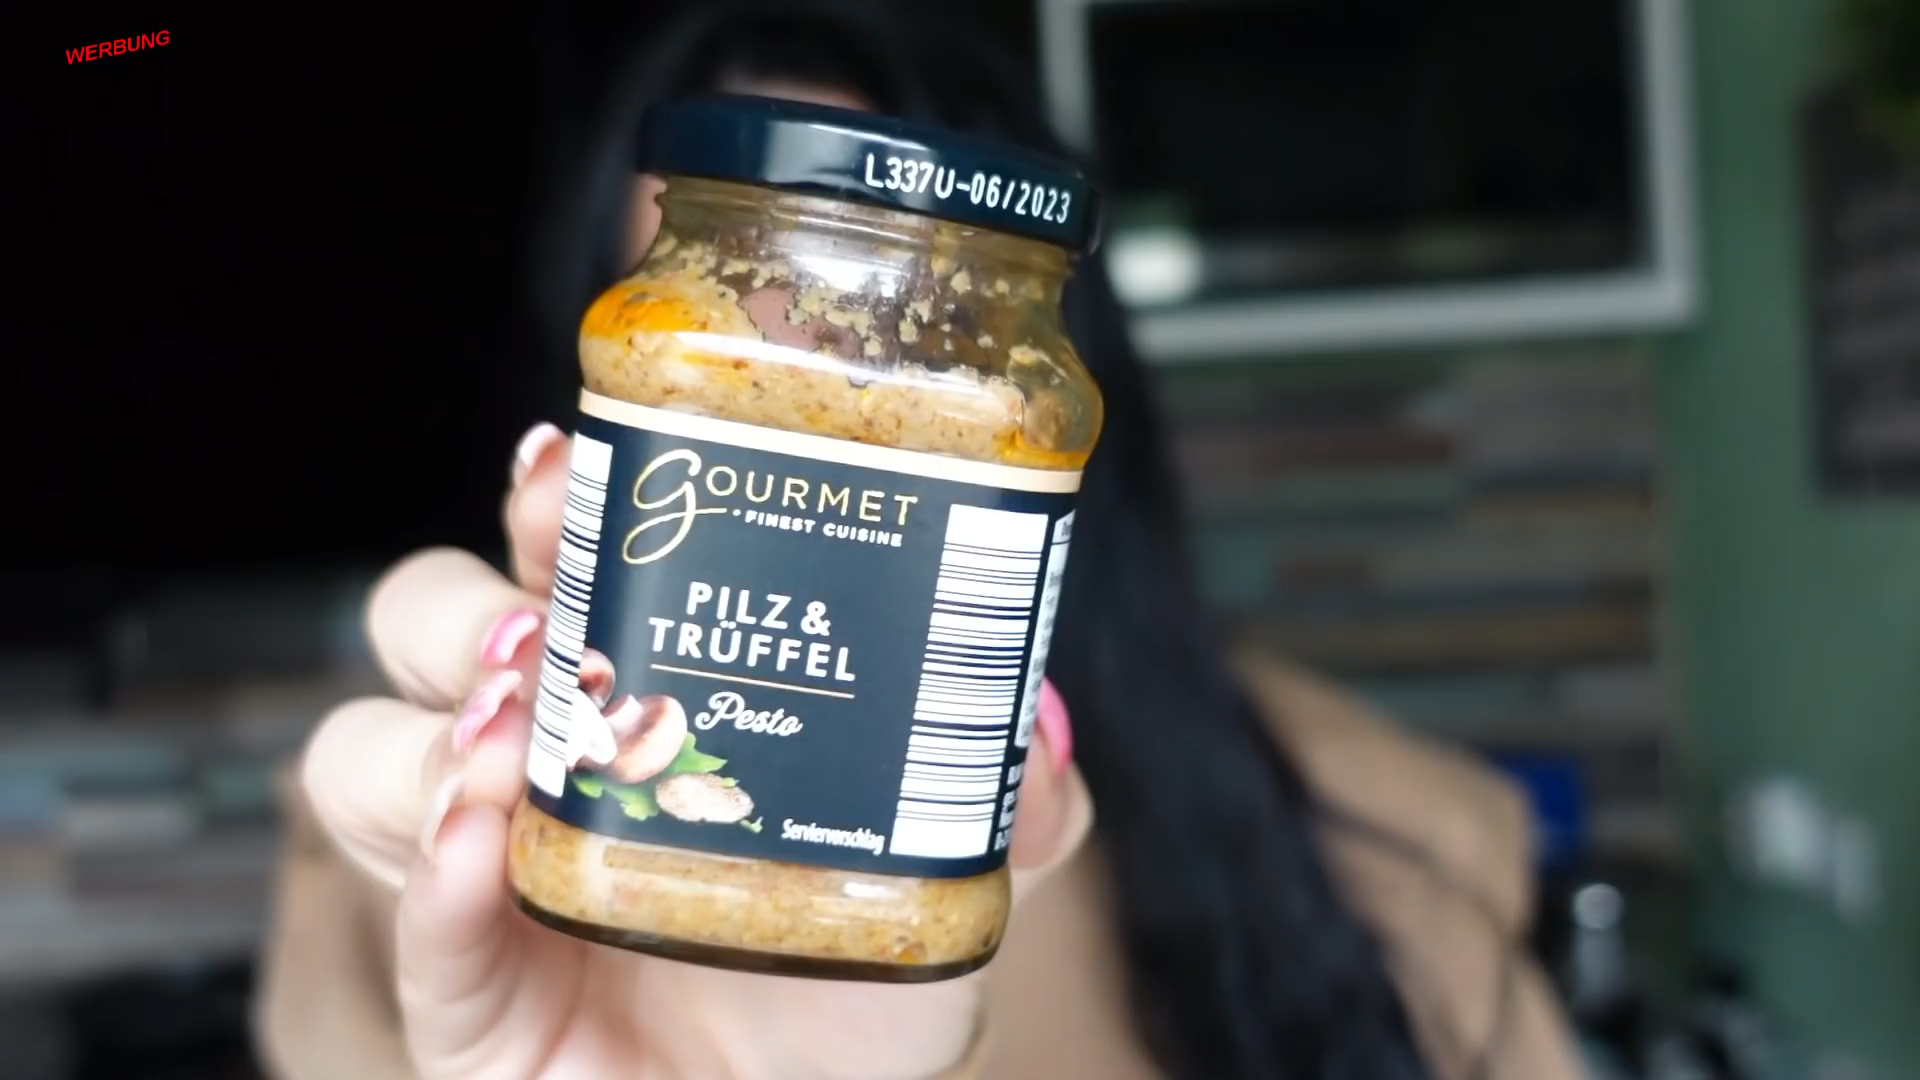 WERBUNG
L337U-06/2023
GOURMET
FINEST CUISINE
PILZ &
TRÜFFEL
Pesto
Serviervorschlag